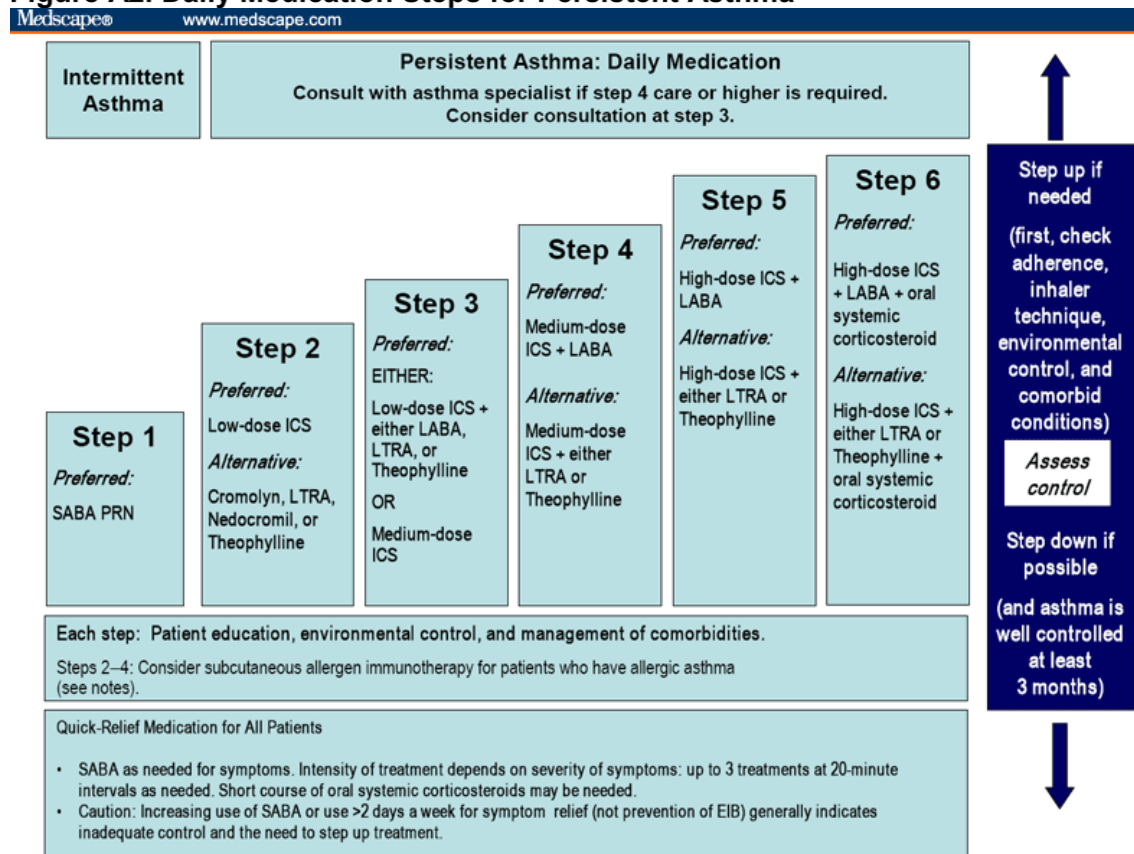 Figure A2. Daily Medication Steps for Persistent Asthma
Medscape® www.medscape.com
Intermittent
Asthma
Persistent Asthma: Daily Medication
Consult with asthma specialist if step 4 care or higher is required.
Consider consultation at step 3.
Step 1
Preferred:
SABA PRN
Step 2
Preferred:
Low-dose ICS
Alternative:
Cromolyn, LTRA,
Nedocromil, or
Theophylline
Step 3
Preferred:
EITHER:
Low-dose ICS +
either LABA,
LTRA, or
Theophylline
OR
Medium-dose
ICS
Step 4
Preferred:
Medium-dose
ICS + LABA
Alternative:
Medium-dose
ICS + either
LTRA or
Theophylline
Step 5
Preferred:
High-dose ICS +
LABA
Alternative:
High-dose ICS +
either LTRA or
Theophylline
Step 6
Preferred:
High-dose ICS
+ LABA + oral
systemic
corticosteroid
Alternative:
High-dose ICS +
either LTRA or
Theophylline +
oral systemic
corticosteroid
Step up if
needed
(first, check
adherence,
inhaler
technique,
environmental
control, and
comorbid
conditions)
Assess
control
Step down if
possible
(and asthma is
well controlled
at least
3 months)
Each step: Patient education, environmental control, and management of comorbidities.
Steps 2–4: Consider subcutaneous allergen immunotherapy for patients who have allergic asthma
(see notes).
Quick-Relief Medication for All Patients
• SABA as needed for symptoms. Intensity of treatment depends on severity of symptoms: up to 3 treatments at 20-minute
intervals as needed. Short course of oral systemic corticosteroids may be needed.
• Caution: Increasing use of SABA or use >2 days a week for symptom relief (not prevention of EIB) generally indicates
inadequate control and the need to step up treatment.